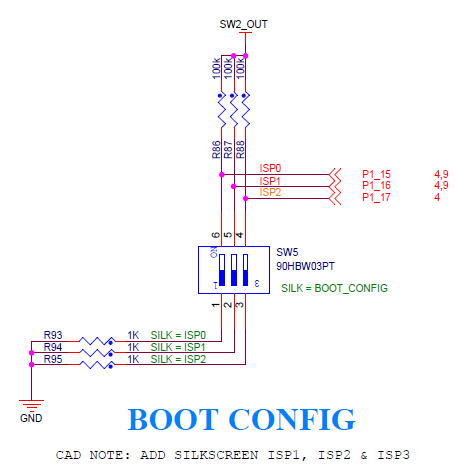 SW2_OUT
100k
100k
100k
R86
R87
R88
ISP0
P1_15
4,9
ISP1
P1_16
4,9
ISP2
P1_17
4
6
5
4
ON
1
3
SW5
90HBW03PT
SILK = BOOT_CONFIG
1
2
3
R93
1K
SILK = ISP0
R94
1K
SILK = ISP1
R95
1K
SILK = ISP2
GND
BOOT CONFIG
CAD NOTE: ADD SILKSCREEN ISP1, ISP2 & ISP3